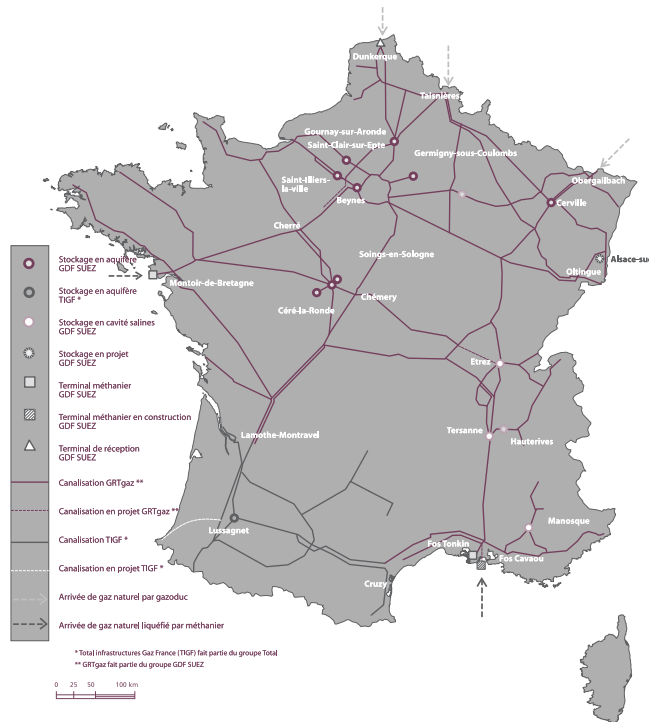 Dunkerque
Taisnières
Gournay-sur-Aronde
Saint-Clair-sur-Epte
Germigny-sous-Coulombs
Saint-Illiers-
la-ville
Beynes
Obergailbach
Cerville
Cherré
Soings-en-Sologne
Alsace-sud
Oltingue
Montoir-de-Bretagne
Céré-la-Ronde
Chémery
Etrez
Tersanne
Hauterives
Lamothe-Montravel
Manosque
Lussagnet
Fos Tonkin
Fos Cavaou
Cruzy
Stockage en aquifère
GDF SUEZ
Stockage en aquifère
TIGF *
Stockage en cavité salines
GDF SUEZ
Stockage en projet
GDF SUEZ
Terminal méthanier
GDF SUEZ
Terminal méthanier en construction
GDF SUEZ
Terminal de réception
GDF SUEZ
Canalisation GRTgaz **
Canalisation en projet GRTgaz **
Canalisation TIGF *
Canalisation en projet TIGF *
Arrivée de gaz naturel par gazoduc
Arrivée de gaz naturel liquéfié par méthanier
* Total infrastructures Gaz France (TIGF) fait partie du groupe Total
** GRTgaz fait partie du groupe GDF SUEZ
0 25 50 100 km